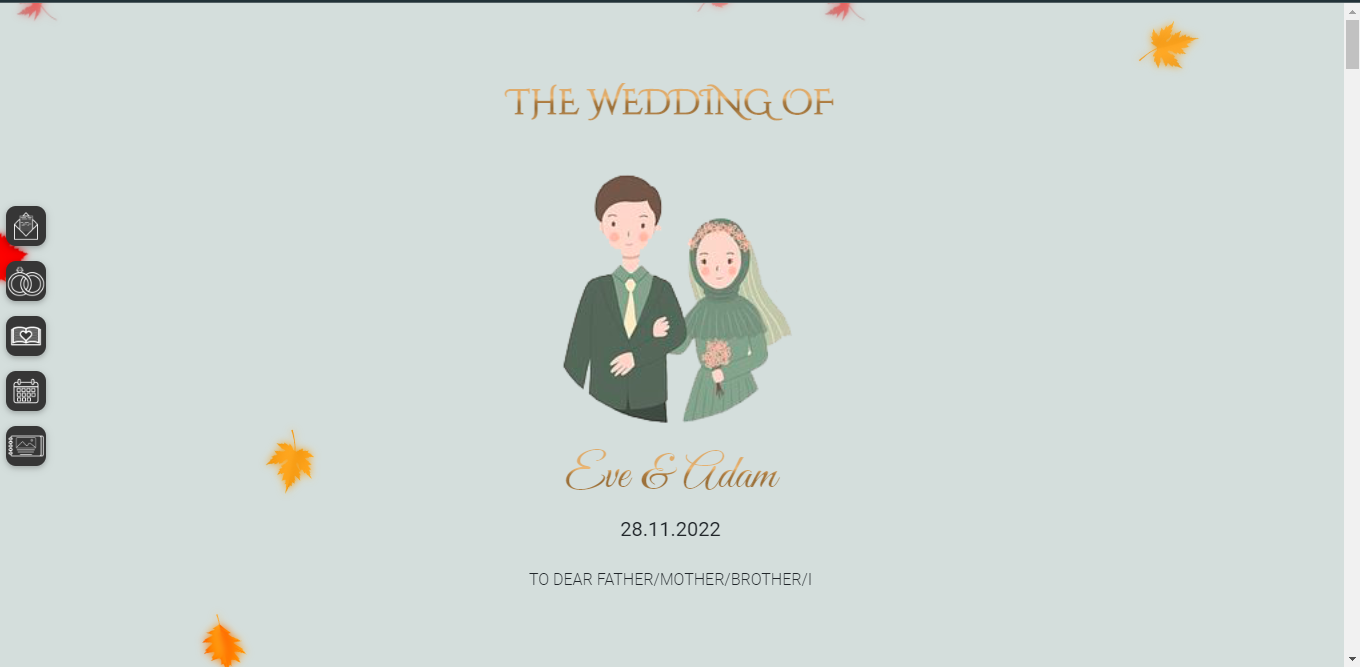 THE WEDDING OF
Eve & Adam
28.11.2022
TO DEAR FATHER/MOTHER/BROTHER/I